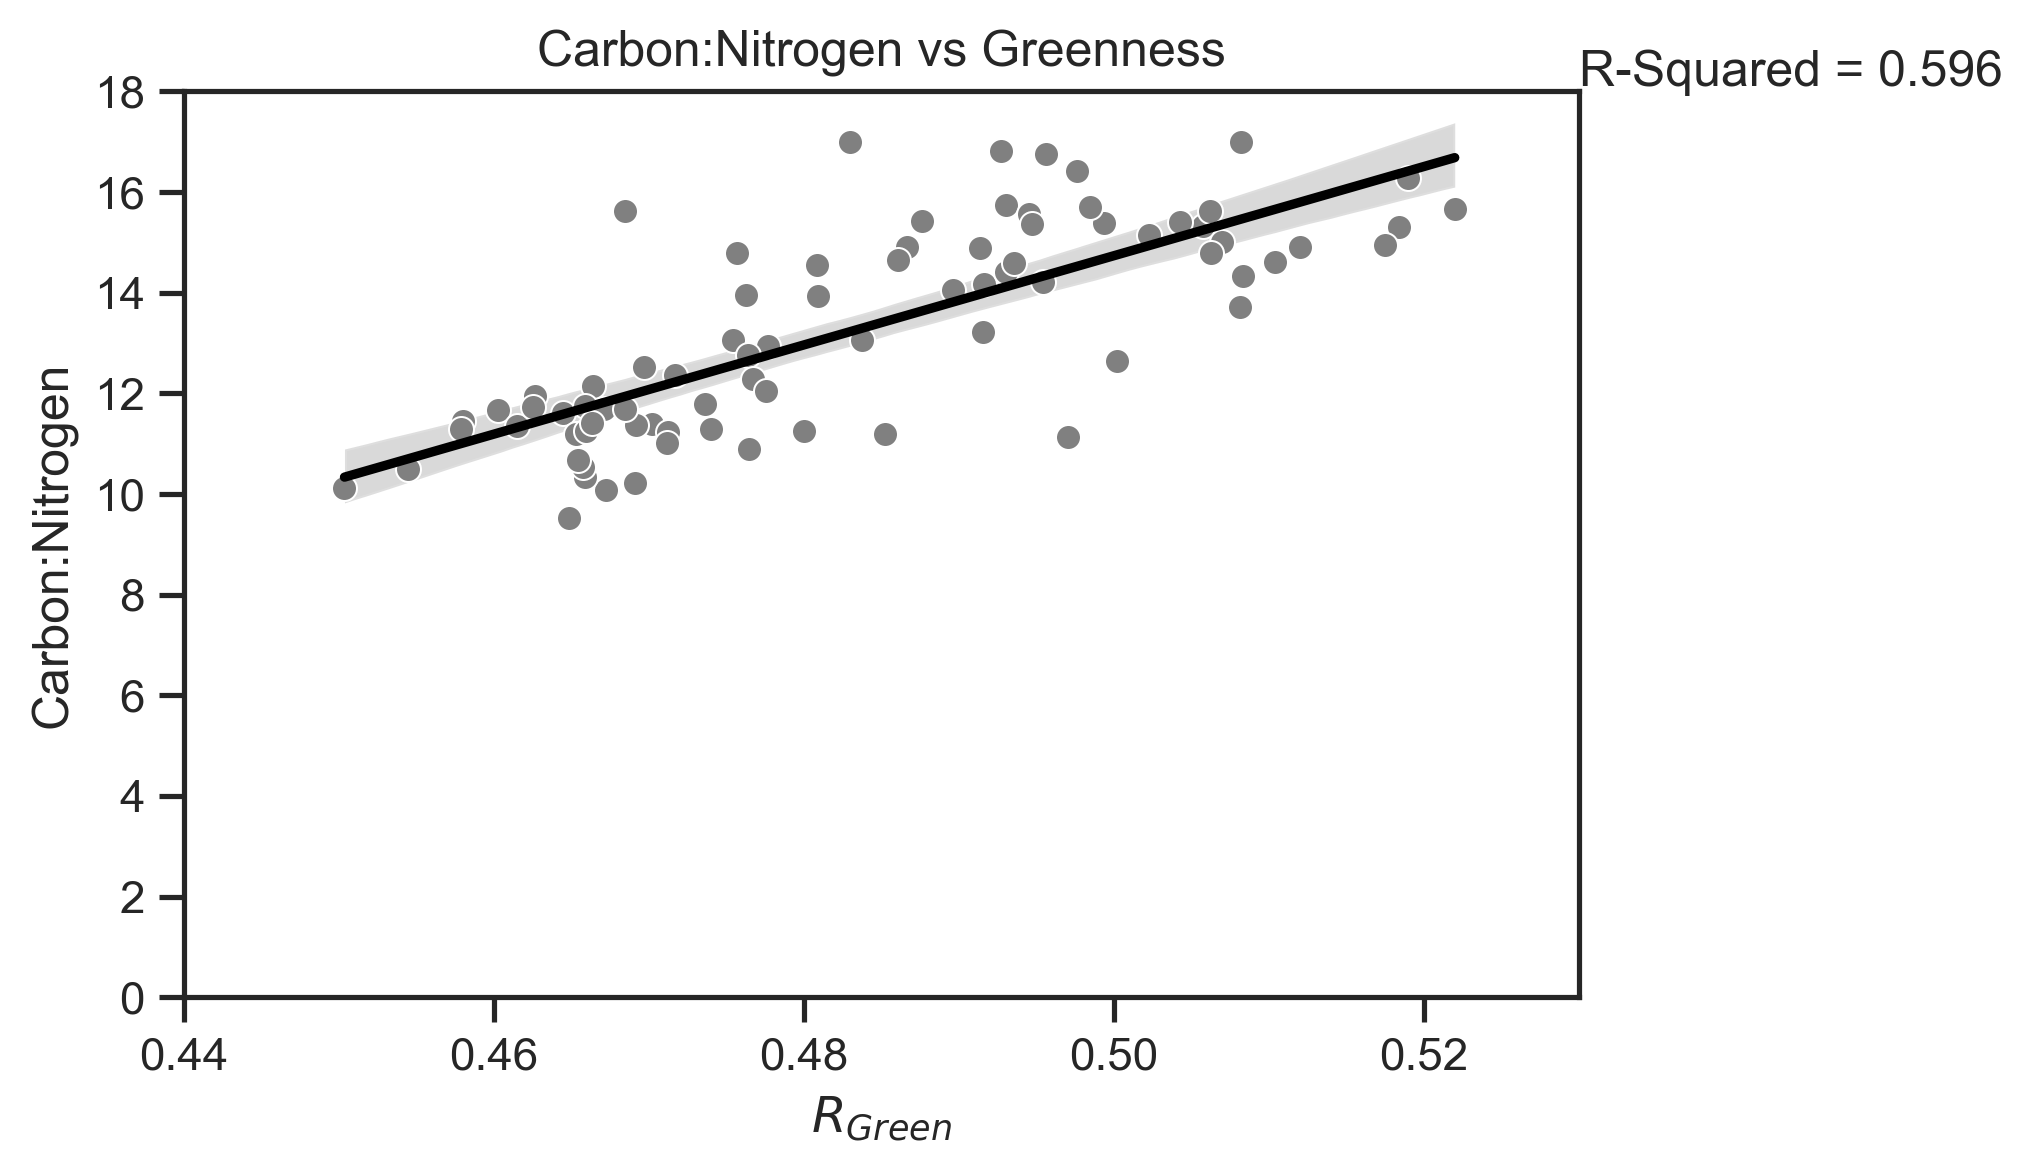 Carbon:Nitrogen vs Greenness
R-Squared = 0.596
18
16
14
12
10
8
6
4
2
0
Carbon:Nitrogen
0.44 0.46 0.48 0.50 0.52
R_Green